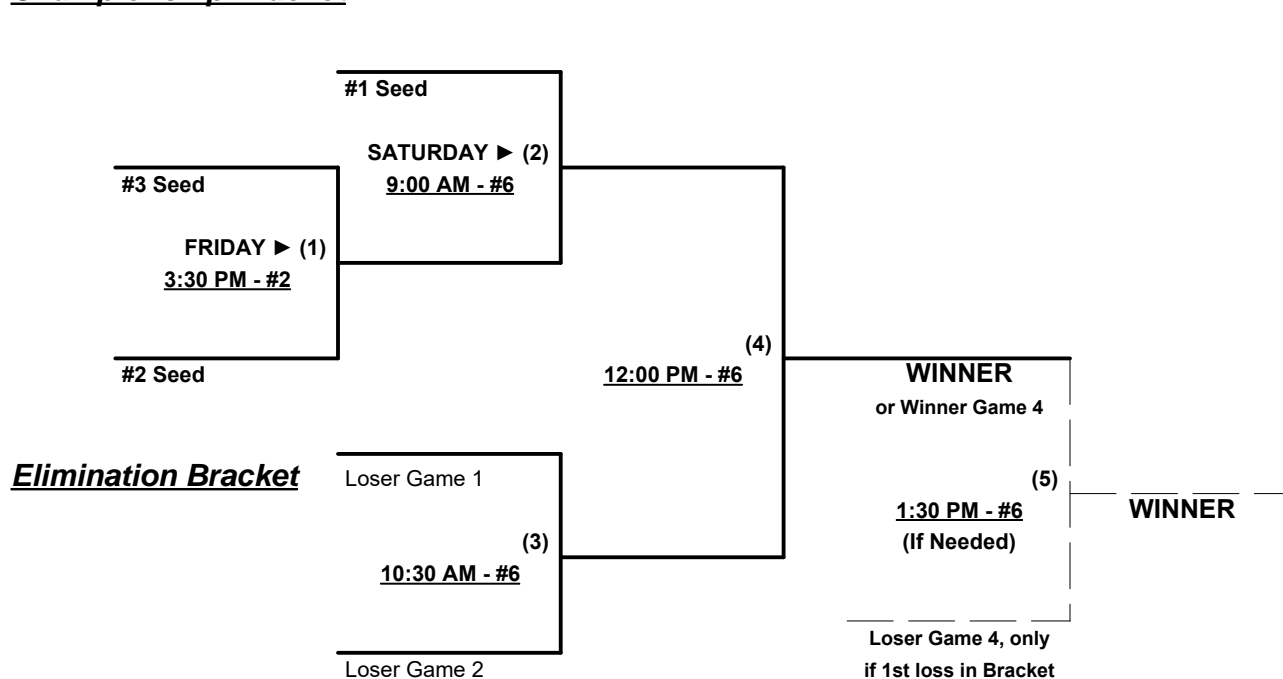 #1 Seed
SATURDAY ► (2)
9:00 AM - #6
#3 Seed
FRIDAY ► (1)
3:30 PM - #2
#2 Seed
(4)
12:00 PM - #6
WINNER
or Winner Game 4
Elimination Bracket
Loser Game 1
(3)
10:30 AM - #6
Loser Game 2
(5)
1:30 PM - #6
(If Needed)
WINNER
Loser Game 4, only
if 1st loss in Bracket